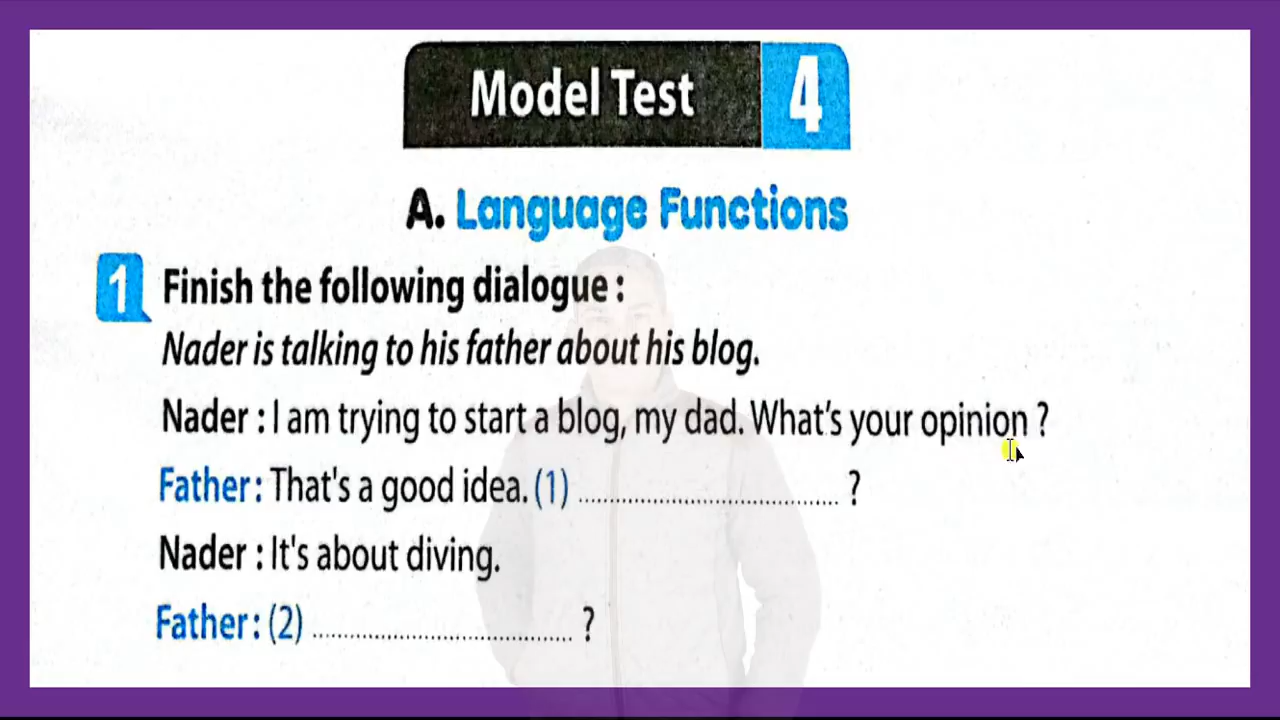 Model Test 4
A. Language Functions
1 Finish the following dialogue :
Nader is talking to his father about his blog.
Nader : I am trying to start a blog, my dad. What's your opinion ?
Father : That's a good idea. (1) ........................................ ?
Nader : It's about diving.
Father : (2) ........................................ ?